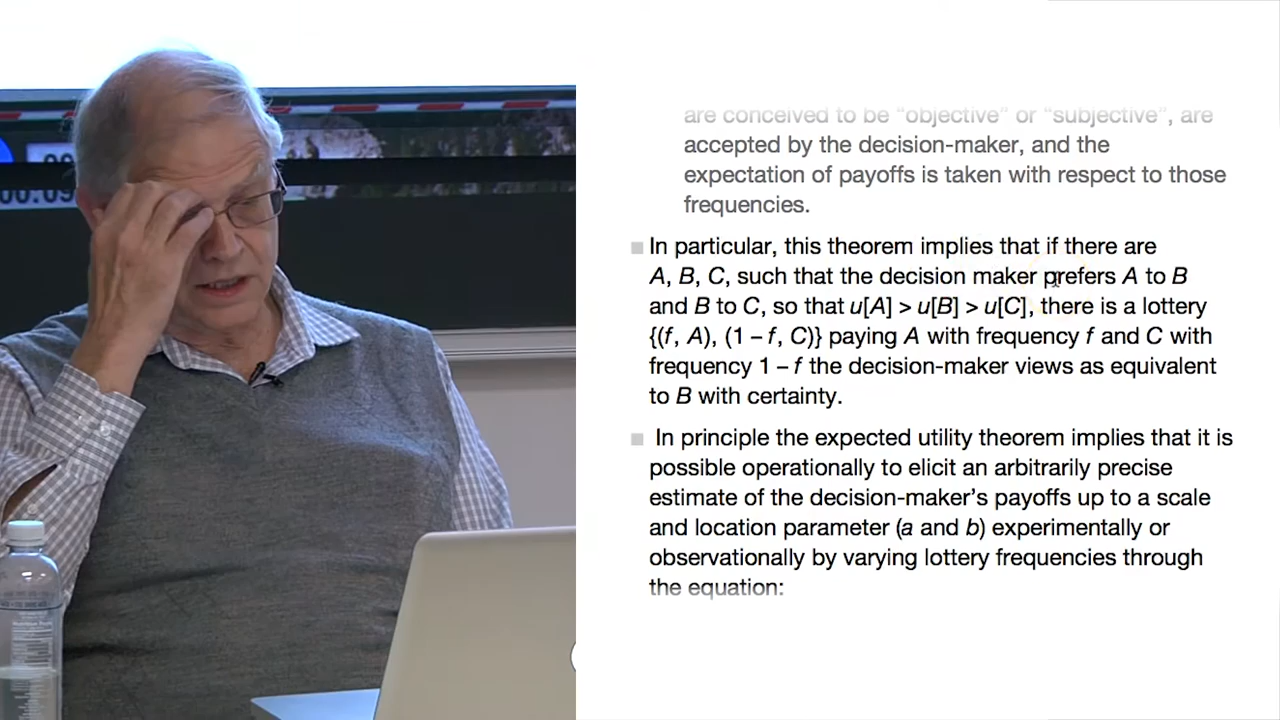 00
00.09
are conceived to be “objective” or “subjective”, are
accepted by the decision-maker, and the
expectation of payoffs is taken with respect to those
frequencies.
In particular, this theorem implies that if there are
A, B, C, such that the decision maker prefers A to B
and B to C, so that u[A] > u[B] > u[C], there is a lottery
{(f, A), (1 – f, C)} paying A with frequency f and C with
frequency 1 – f the decision-maker views as equivalent
to B with certainty.
In principle the expected utility theorem implies that it is
possible operationally to elicit an arbitrarily precise
estimate of the decision-maker’s payoffs up to a scale
and location parameter (a and b) experimentally or
observationally by varying lottery frequencies through
the equation: